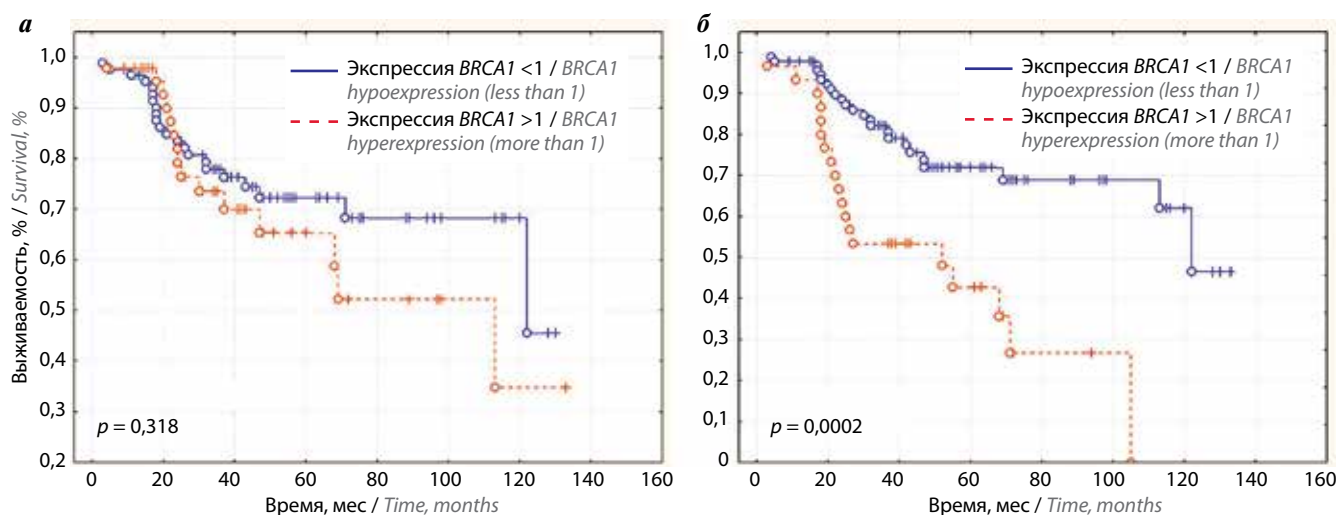 а
1,0
0,9
0,8
0,7
0,6
0,5
0,4
0,3
0,2
Выживаемость, % / Survival, %
Экспрессия BRCA1 <1 / BRCA1
hypoexpression (less than 1)
Экспрессия BRCA1 >1 / BRCA1
hyperexpression (more than 1)
p = 0,318
0 20 40 60 80 100 120 140 160
Время, мес / Time, months
б
1,0
0,9
0,8
0,7
0,6
0,5
0,4
0,3
0,2
0,1
0
Экспрессия BRCA1 <1 / BRCA1
hypoexpression (less than 1)
Экспрессия BRCA1 >1 / BRCA1
hyperexpression (more than 1)
p = 0,0002
0 20 40 60 80 100 120 140 160
Время, мес / Time, months